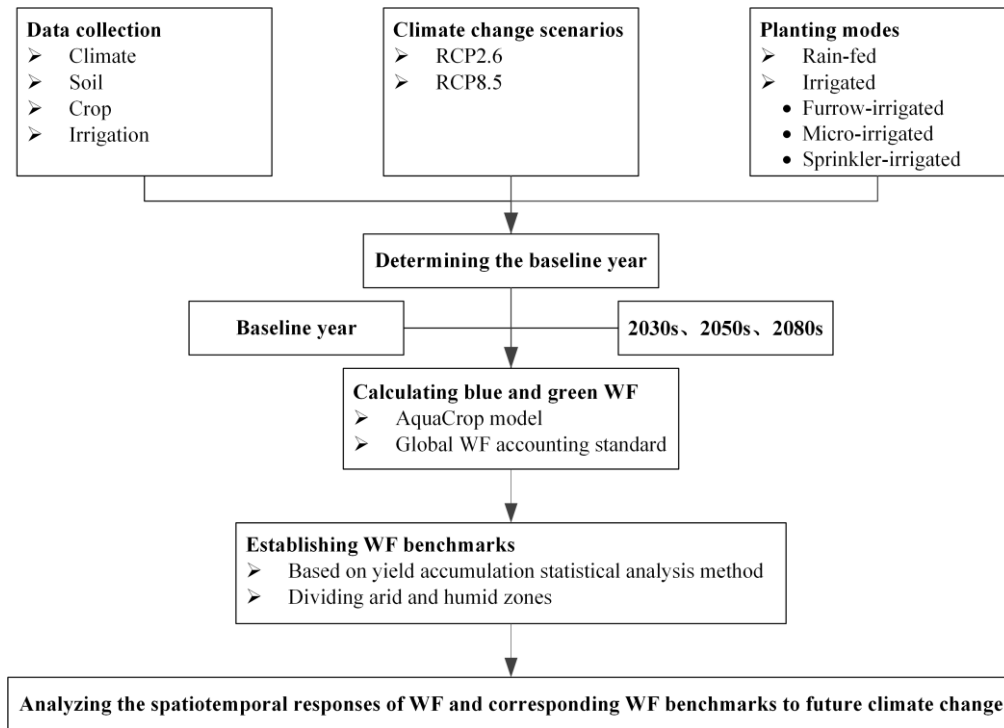 Data collection
➢ Climate
➢ Soil
➢ Crop
➢ Irrigation
Climate change scenarios
➢ RCP2.6
➢ RCP8.5
Planting modes
➢ Rain-fed
➢ Irrigated
• Furrow-irrigated
• Micro-irrigated
• Sprinkler-irrigated
Determining the baseline year
Baseline year
2030s、2050s、2080s
Calculating blue and green WF
➢ AquaCrop model
➢ Global WF accounting standard
Establishing WF benchmarks
➢ Based on yield accumulation statistical analysis method
➢ Dividing arid and humid zones
Analyzing the spatiotemporal responses of WF and corresponding WF benchmarks to future climate change